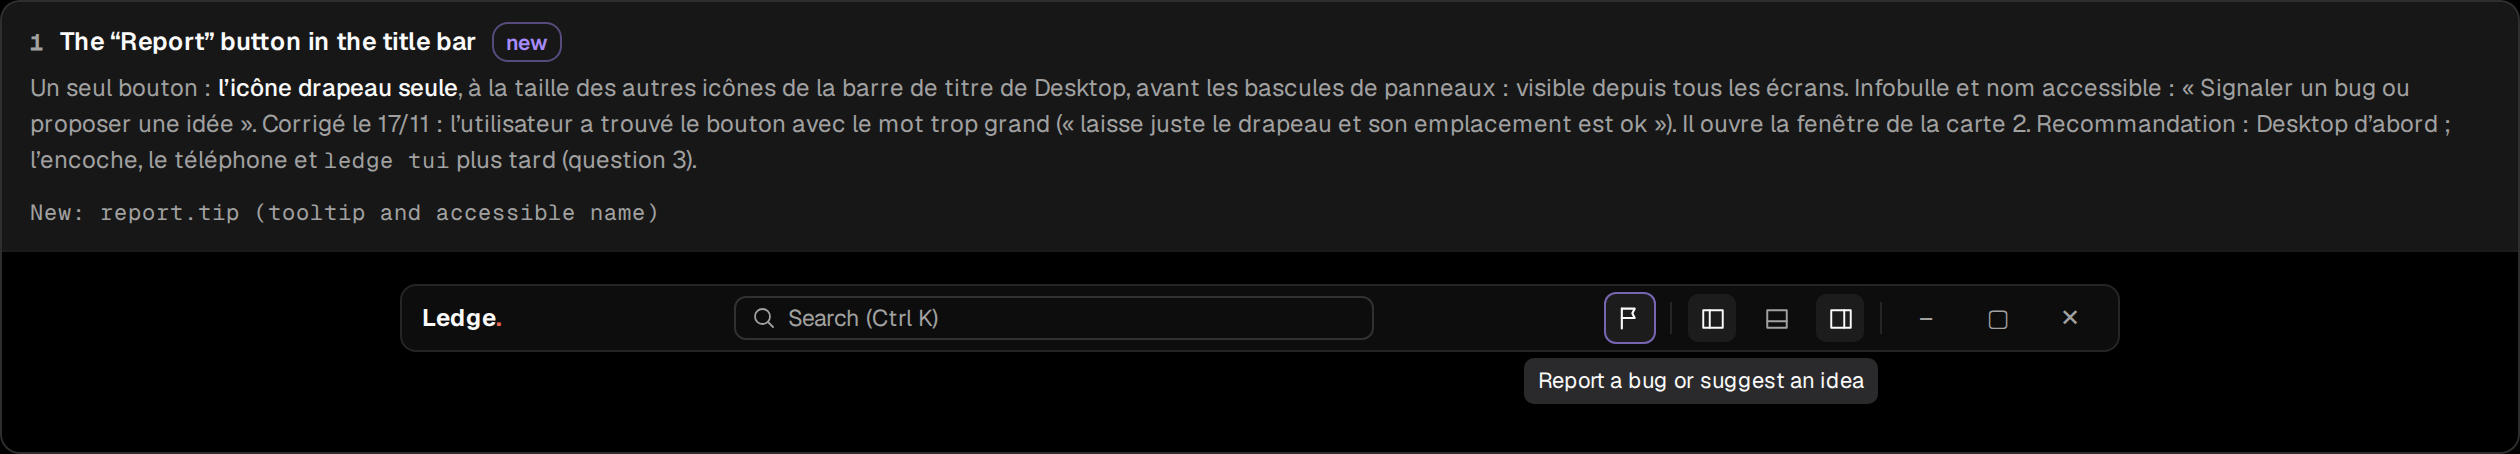 1 The “Report” button in the title bar new
Un seul bouton : l’icône drapeau seule, à la taille des autres icônes de la barre de titre de Desktop, avant les bascules de panneaux : visible depuis tous les écrans. Infobulle et nom accessible : « Signaler un bug ou
proposer une idée ». Corrigé le 17/11 : l’utilisateur a trouvé le bouton avec le mot trop grand (« laisse juste le drapeau et son emplacement est ok »). Il ouvre la fenêtre de la carte 2. Recommandation : Desktop d’abord ;
l’encoche, le téléphone et ledge tui plus tard (question 3).
New: report.tip (tooltip and accessible name)
Ledge. Search (Ctrl K)
Report a bug or suggest an idea